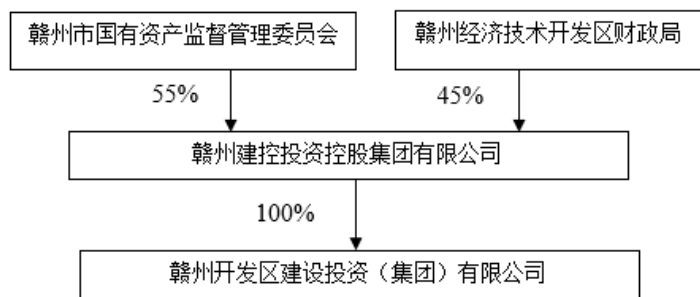 赣州市国有资产监督管理委员会
赣州经济技术开发区财政局
55%
45%
赣州建控投资控股集团有限公司
100%
赣州开发区建设投资（集团）有限公司